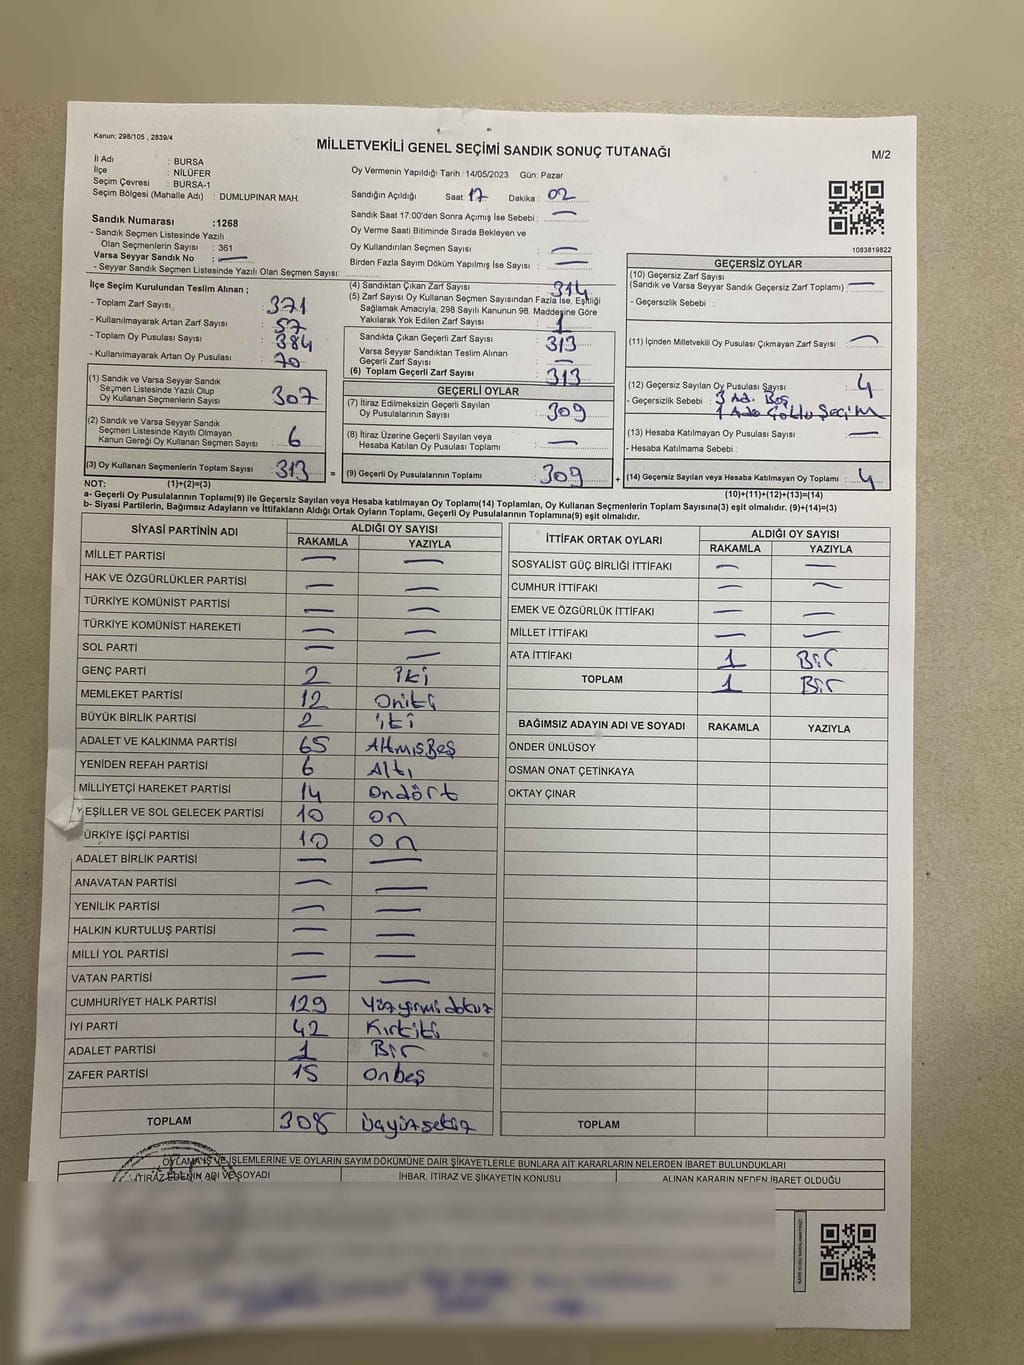 Kanun; 298/105 , 2839/4
MİLLETVEKİLİ GENEL SEÇİMİ SANDIK SONUÇ TUTANAĞI
M/2
İl Adı : BURSA
İlçe : NİLÜFER
Seçim Çevresi : BURSA-1
Seçim Bölgesi (Mahalle Adı) : DUMLUPINAR MAH.
Oy Vermenin Yapıldığı Tarih : 14/05/2023 Gün: Pazar
Sandığın Açıldığı Saat: 17 Dakika : 02
Sandık Saat 17:00'den Sonra Açımış İse Sebebi : —
Oy Verme Saati Bitiminde Sırada Bekleyen ve
Oy Kullandırılan Seçmen Sayısı : —
Birden Fazla Sayım Döküm Yapılmış İse Sayısı : —
Sandık Numarası :1268
- Sandık Seçmen Listesinde Yazılı
Olan Seçmenlerin Sayısı : 361
Varsa Seyyar Sandık No : —
- Seyyar Sandık Seçmen Listesinde Yazılı Olan Seçmen Sayısı:
1083819822
İlçe Seçim Kurulundan Teslim Alınan ;
- Toplam Zarf Sayısı : 371
- Kullanılmayarak Artan Zarf Sayısı : 57
- Toplam Oy Pusulası Sayısı : 384
- Kullanılmayarak Artan Oy Pusulası : 70
(1) Sandık ve Varsa Seyyar Sandık
Seçmen Listesinde Yazılı Olup
Oy Kullanan Seçmenlerin Sayısı : 307
(2) Sandık ve Varsa Seyyar Sandık
Seçmen Listesinde Kayıtlı Olmayan
Kanun Gereği Oy Kullanan Seçmen Sayısı : 6
(3) Oy Kullanan Seçmenlerin Toplam Sayısı : 313 =
(4) Sandıktan Çıkan Zarf Sayısı : 314
(5) Zarf Sayısı Oy Kullanan Seçmen Sayısından Fazla İse, Eşitliği
Sağlamak Amacıyla; 298 Sayılı Kanunun 98. Maddesine Göre
Yakılarak Yok Edilen Zarf Sayısı : 1
Sandıkta Çıkan Geçerli Zarf Sayısı : 313
Varsa Seyyar Sandıktan Teslim Alınan
Geçerli Zarf Sayısı : —
(6) Toplam Geçerli Zarf Sayısı : 313
GEÇERLİ OYLAR
(7) İtiraz Edilmeksizin Geçerli Sayılan
Oy Pusulalarının Sayısı : 309
(8) İtiraz Üzerine Geçerli Sayılan veya
Hesaba Katılan Oy Pusulası Toplamı : —
(9) Geçerli Oy Pusulalarının Toplamı : 309 +
GEÇERSİZ OYLAR
(10) Geçersiz Zarf Sayısı
(Sandık ve Varsa Seyyar Sandık Geçersiz Zarf Toplamı) : —
- Geçersizlik Sebebi :
(11) İçinden Milletvekili Oy Pusulası Çıkmayan Zarf Sayısı : —
(12) Geçersiz Sayılan Oy Pusulası Sayısı : 4
- Geçersizlik Sebebi : 3 Ad. Boş
1 Ade Çoklu Seçim
(13) Hesaba Katılmayan Oy Pusulası Sayısı : —
- Hesaba Katılmama Sebebi :
(14) Geçersiz Sayılan veya Hesaba Katılmayan Oy Toplamı : 4
NOT: (1)+(2)=(3) (10)+(11)+(12)+(13)=(14)
a- Geçerli Oy Pusulalarının Toplamı(9) ile Geçersiz Sayılan veya Hesaba katılmayan Oy Toplamı(14) Toplamları, Oy Kullanan Seçmenlerin Toplam Sayısına(3) eşit olmalıdır. (9)+(14)=(3)
b- Siyasi Partilerin, Bağımsız Adayların ve İttifakların Aldığı Ortak Oyların Toplamı, Geçerli Oy Pusulalarının Toplamına(9) eşit olmalıdır.
SİYASİ PARTİNİN ADI ALDIĞI OY SAYISI
RAKAMLA YAZIYLA
MİLLET PARTİSİ — —
HAK VE ÖZGÜRLÜKLER PARTİSİ — —
TÜRKİYE KOMÜNİST PARTİSİ — —
TÜRKİYE KOMÜNİST HAREKETİ — —
SOL PARTİ — —
GENÇ PARTİ 2 iki
MEMLEKET PARTİSİ 12 Oniki
BÜYÜK BİRLİK PARTİSİ 2 iki
ADALET VE KALKINMA PARTİSİ 65 AltmışBeş
YENİDEN REFAH PARTİSİ 6 Altı
MİLLİYETÇİ HAREKET PARTİSİ 14 Ondört
YEŞİLLER VE SOL GELECEK PARTİSİ 10 on
ÜRKİYE İŞÇİ PARTİSİ 10 on
ADALET BİRLİK PARTİSİ — —
ANAVATAN PARTİSİ — —
YENİLİK PARTİSİ — —
HALKIN KURTULUŞ PARTİSİ — —
MİLLİ YOL PARTİSİ — —
VATAN PARTİSİ — —
CUMHURİYET HALK PARTİSİ 129 Yüzyirmi dokuz
İYİ PARTİ 42 Kırkiki
ADALET PARTİSİ 1 Bir
ZAFER PARTİSİ 15 Onbeş
TOPLAM 308 Üçyüzsekiz
İTTİFAK ORTAK OYLARI ALDIĞI OY SAYISI
RAKAMLA YAZIYLA
SOSYALİST GÜÇ BİRLİĞİ İTTİFAKI — —
CUMHUR İTTİFAKI — —
EMEK VE ÖZGÜRLÜK İTTİFAKI — —
MİLLET İTTİFAKI — —
ATA İTTİFAKI 1 Bir
TOPLAM 1 Bir
BAĞIMSIZ ADAYIN ADI VE SOYADI RAKAMLA YAZIYLA
ÖNDER ÜNLÜSOY
OSMAN ONAT ÇETİNKAYA
OKTAY ÇINAR
TOPLAM
OYLAMA İŞ VE İŞLEMLERİNE VE OYLARIN SAYIM DÖKÜMÜNE DAİR ŞİKAYETLERLE BUNLARA AİT KARARLARIN NELERDEN İBARET BULUNDUKLARI
İTİRAZ EDENİN ADI VE SOYADI İHBAR, İTİRAZ VE ŞİKAYETİN KONUSU ALINAN KARARIN NEDEN İBARET OLDUĞU